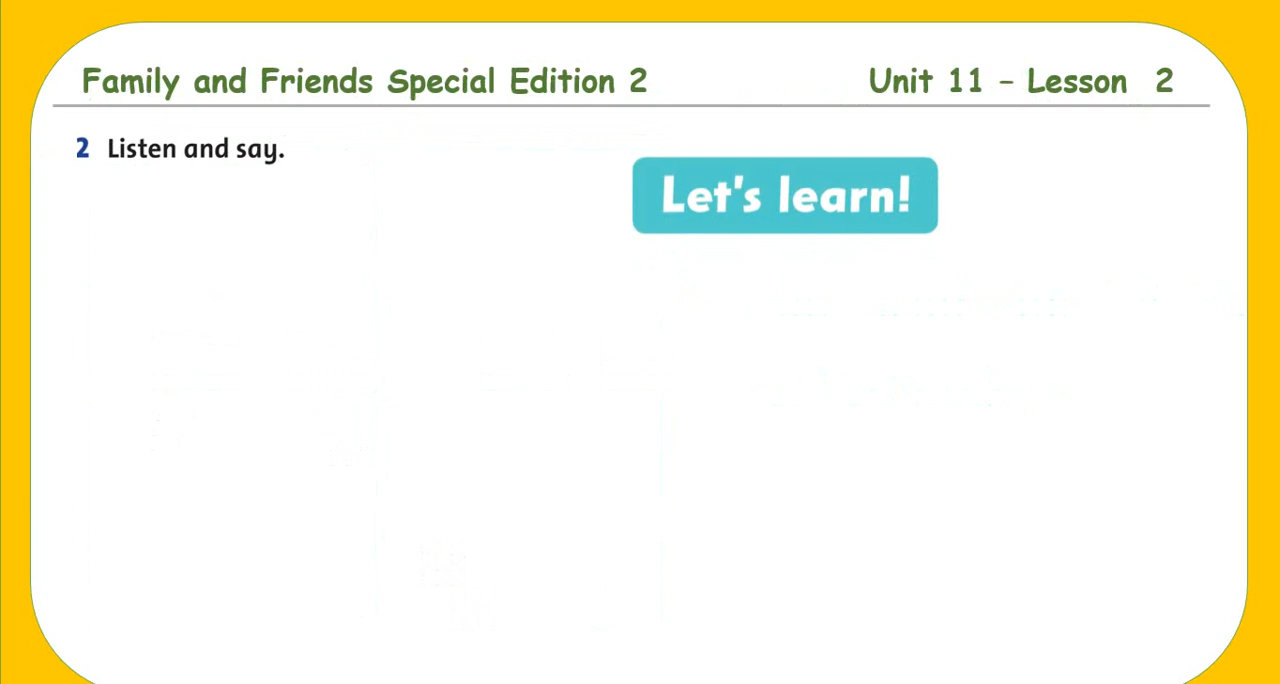 Family and Friends Special Edition 2
Unit 11 – Lesson 2
2 Listen and say.
Let's learn!